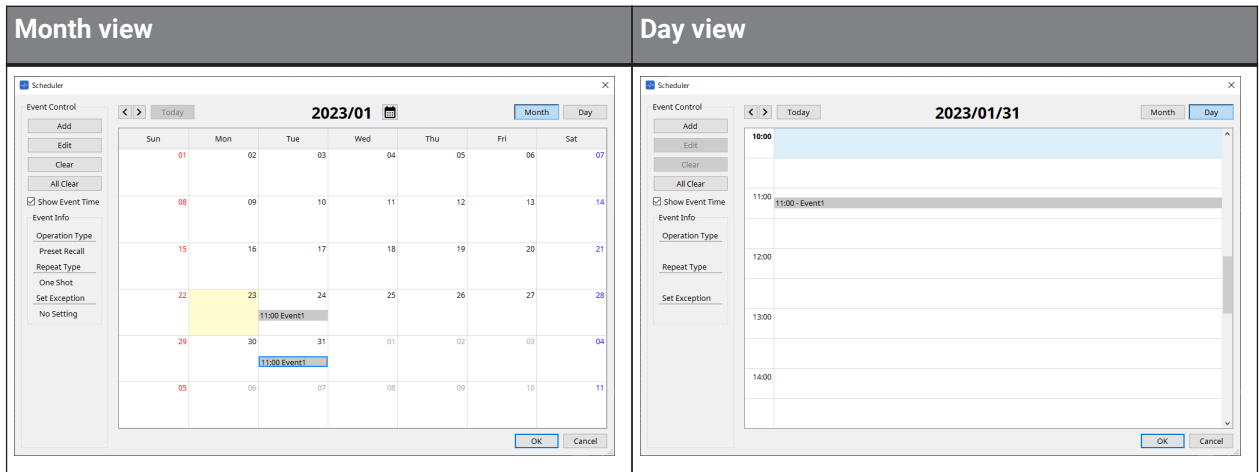 Month view
Scheduler
Event Control
Add
Edit
Clear
All Clear
Show Event Time
Event Info
Operation Type
Preset Recall
Repeat Type
One Shot
Set Exception
No Setting
< > Today 2023/01 Month Day
Sun Mon Tue Wed Thu Fri Sat
01 02 03 04 05 06 07
08 09 10 11 12 13 14
15 16 17 18 19 20 21
22 23 24 25 26 27 28
11:00 Event1
29 30 31 01 02 03 04
11:00 Event1
05 06 07 08 09 10 11
OK Cancel
Day view
Scheduler
Event Control
Add
Edit
Clear
All Clear
Show Event Time
Event Info
Operation Type
Repeat Type
Set Exception
< > Today 2023/01/31 Month Day
10:00
11:00 11:00 - Event1
12:00
13:00
14:00
OK Cancel